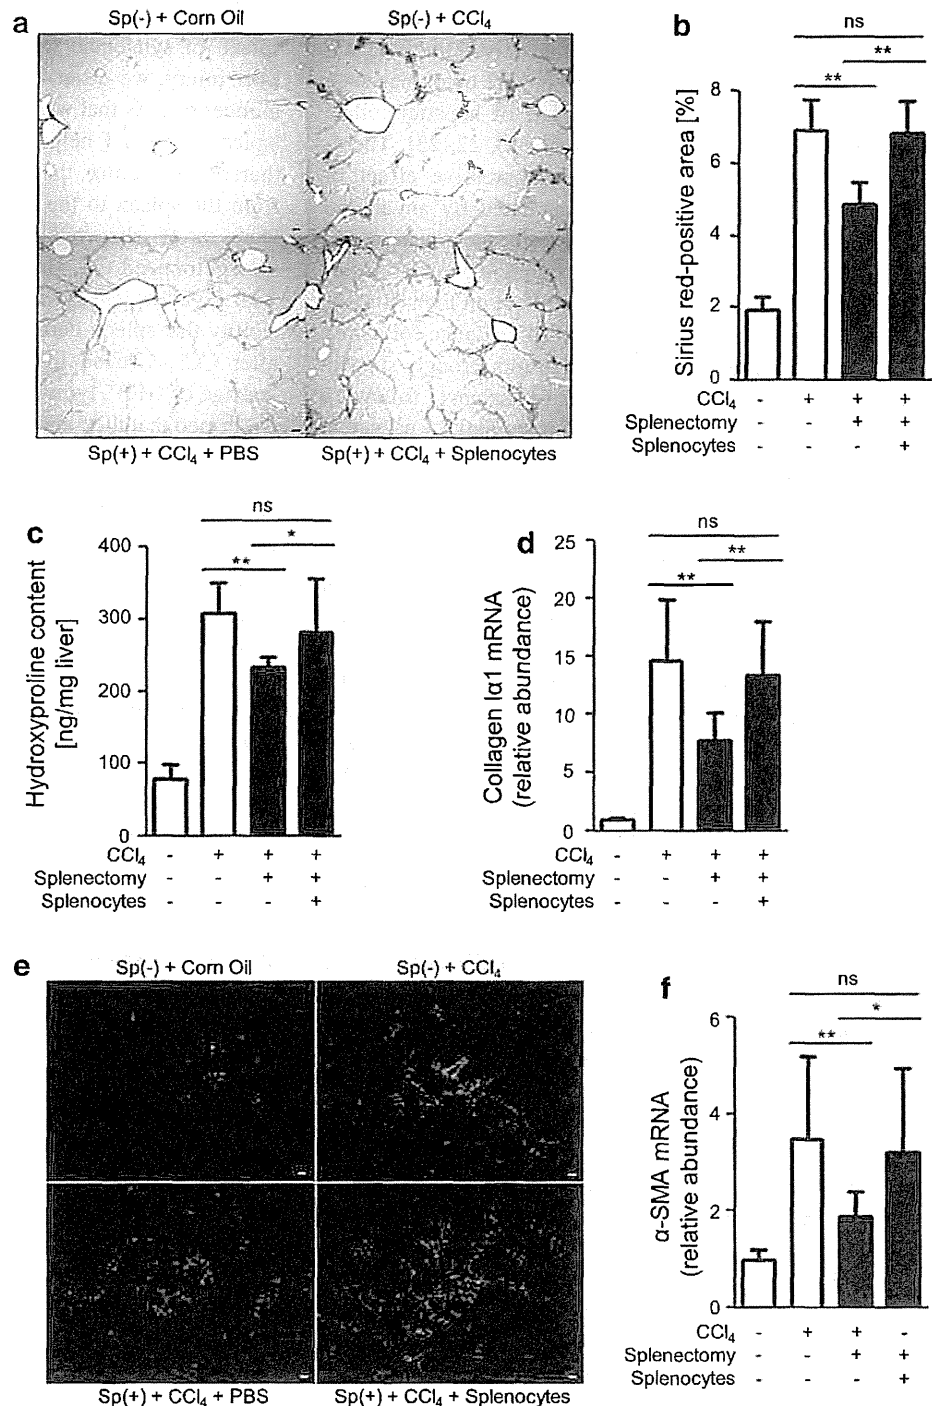 a
Sp(-) + Corn Oil
Sp(-) + CCl4
Sp(+) + CCl4 + PBS
Sp(+) + CCl4 + Splenocytes
b
ns
**
**
Sirius red-positive area [%]
8
6
4
2
0
CCl4 - + + +
Splenectomy - - + +
Splenocytes - - - +
c
ns
*
**
Hydroxyproline content
[ng/mg liver]
400
300
200
100
0
CCl4 - + + +
Splenectomy - - + +
Splenocytes - - - +
d
ns
**
**
Collagen Iα1 mRNA
(relative abundance)
25
20
15
10
5
0
CCl4 - + + +
Splenectomy - - + +
Splenocytes - - - +
e
Sp(-) + Corn Oil
Sp(-) + CCl4
Sp(+) + CCl4 + PBS
Sp(+) + CCl4 + Splenocytes
f
ns
*
**
α-SMA mRNA
(relative abundance)
6
4
2
0
CCl4 - + + -
Splenectomy - - + +
Splenocytes - - - +